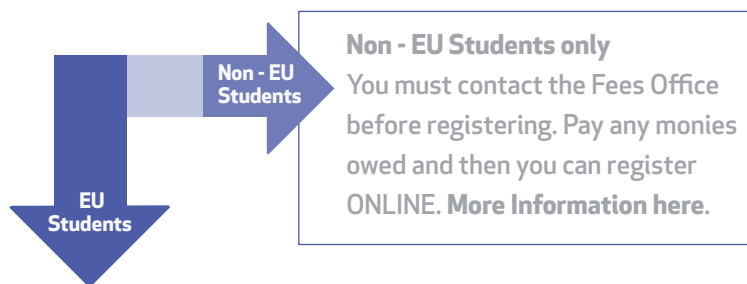 Non - EU Students only
You must contact the Fees Office
before registering. Pay any monies
owed and then you can register
ONLINE. More Information here.
Non - EU
Students
EU
Students